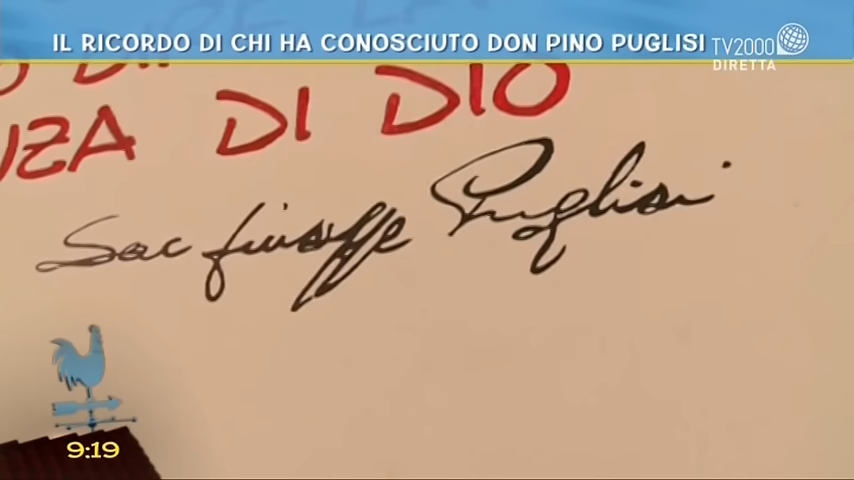 IL RICORDO DI CHI HA CONOSCIUTO DON PINO PUGLISI
TV2000
DIRETTA
DI DIO
Sac Giuseppe Puglisi
9:19